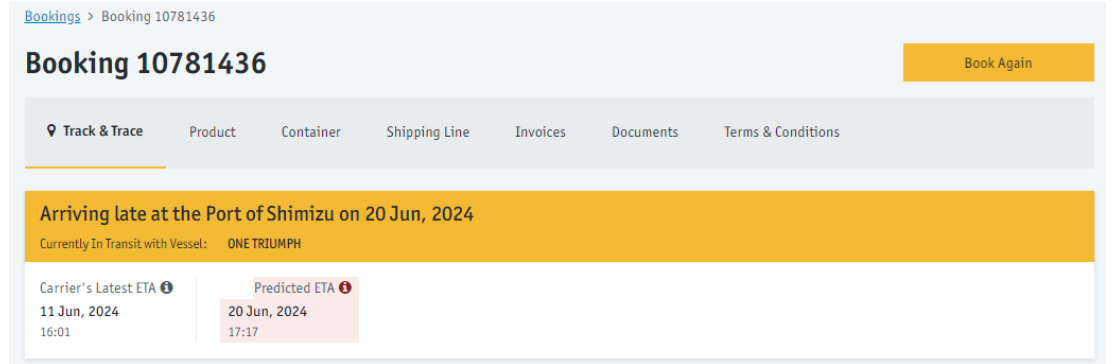 Bookings > Booking 10781436
Booking 10781436
Book Again
Track & Trace Product Container Shipping Line Invoices Documents Terms & Conditions
Arriving late at the Port of Shimizu on 20 Jun, 2024
Currently In Transit with Vessel: ONE TRIUMPH
Carrier's Latest ETA Predicted ETA
11 Jun, 2024 20 Jun, 2024
16:01 17:17